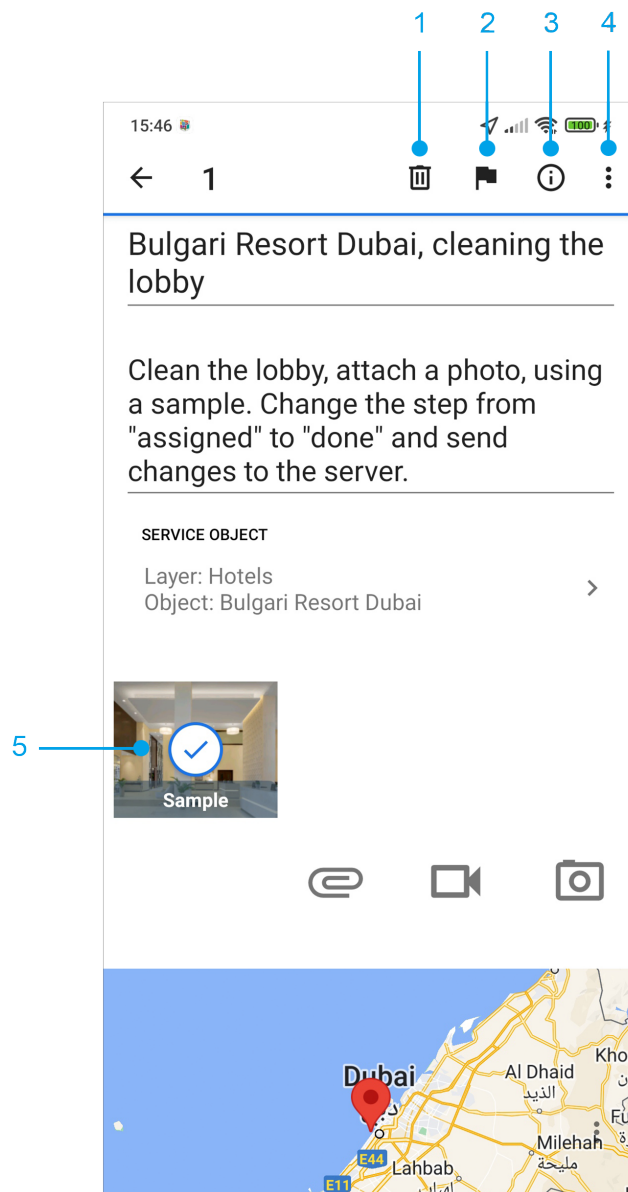 1 2 3 4
15:46 100
1
Bulgari Resort Dubai, cleaning the
lobby
Clean the lobby, attach a photo, using
a sample. Change the step from
"assigned" to "done" and send
changes to the server.
SERVICE OBJECT
Layer: Hotels
Object: Bulgari Resort Dubai
5
Sample
Dubai
Al Dhaid
الذيد
Kho
Milehah
مليحة
E44
Lahbab
E11